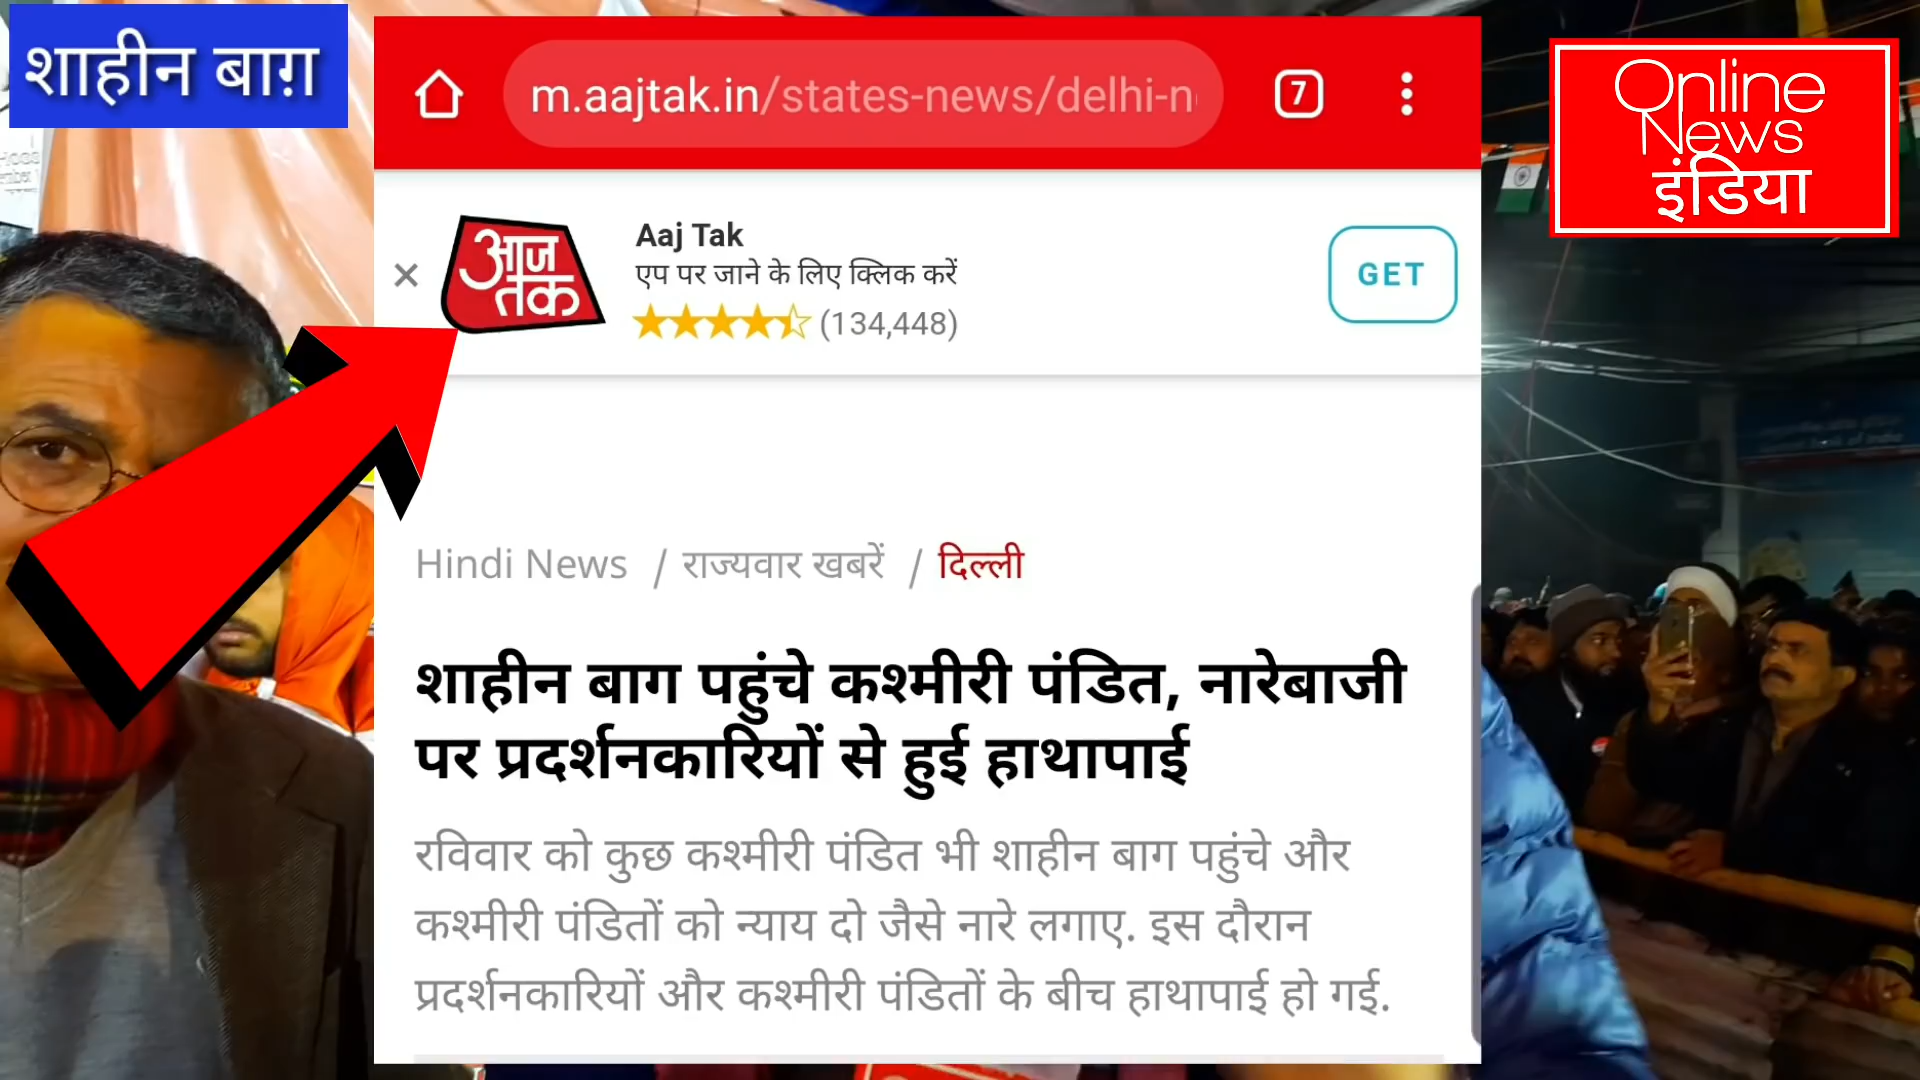 शाहीन बाग़
m.aajtak.in/states-news/delhi-n
7
Online
News
इंडिया
आज
तक
Aaj Tak
एप पर जाने के लिए क्लिक करें
(134,448)
GET
Hindi News / राज्यवार खबरें / दिल्ली
शाहीन बाग पहुंचे कश्मीरी पंडित, नारेबाजी
पर प्रदर्शनकारियों से हुई हाथापाई
रविवार को कुछ कश्मीरी पंडित भी शाहीन बाग पहुंचे और
कश्मीरी पंडितों को न्याय दो जैसे नारे लगाए. इस दौरान
प्रदर्शनकारियों और कश्मीरी पंडितों के बीच हाथापाई हो गई.